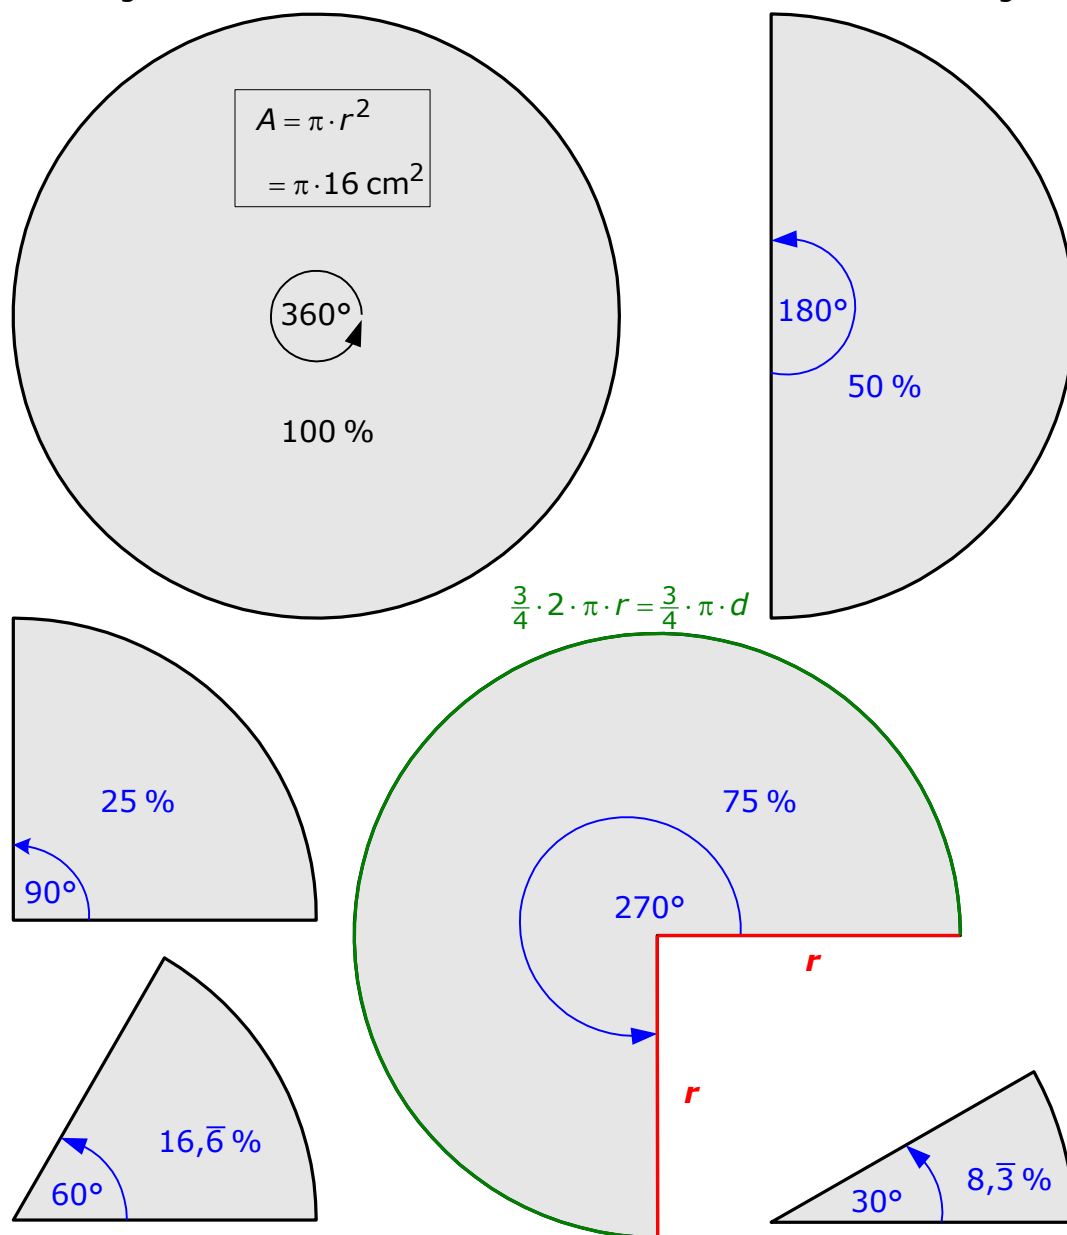 A = π · r²
= π · 16 cm²
360°
100 %
180°
50 %
¾ · 2 · π · r = ¾ · π · d
25 %
90°
75 %
270°
r
r
16,6̅ %
60°
8,3̅ %
30°